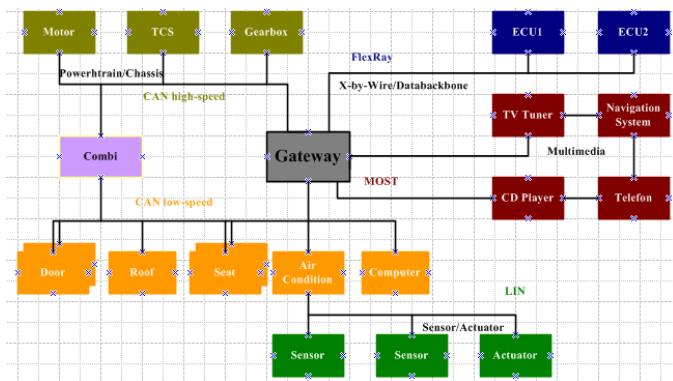 Motor
TCS
Gearbox
ECU1
ECU2
FlexRay
Powerhtrain/Chassis
X-by-Wire/Databackbone
CAN high-speed
TV Tuner
Navigation
System
Combi
Gateway
Multimedia
MOST
CD Player
Telefon
CAN low-speed
Door
Roof
Seat
Air
Condition
Computer
LIN
Sensor/Actuator
Sensor
Sensor
Actuator